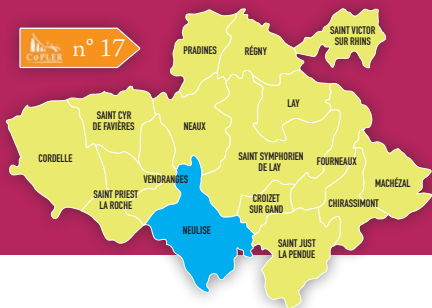 COPLER
n° 17
PRADINES
RÉGNY
SAINT VICTOR
SUR RHINS
SAINT CYR
DE FAVIÈRES
NEAUX
LAY
CORDELLE
SAINT SYMPHORIEN
DE LAY
FOURNEAUX
VENDRANGES
MACHÉZAL
SAINT PRIEST
LA ROCHE
CROIZET
SUR GAND
CHIRASSIMONT
NEULISE
SAINT JUST
LA PENDUE